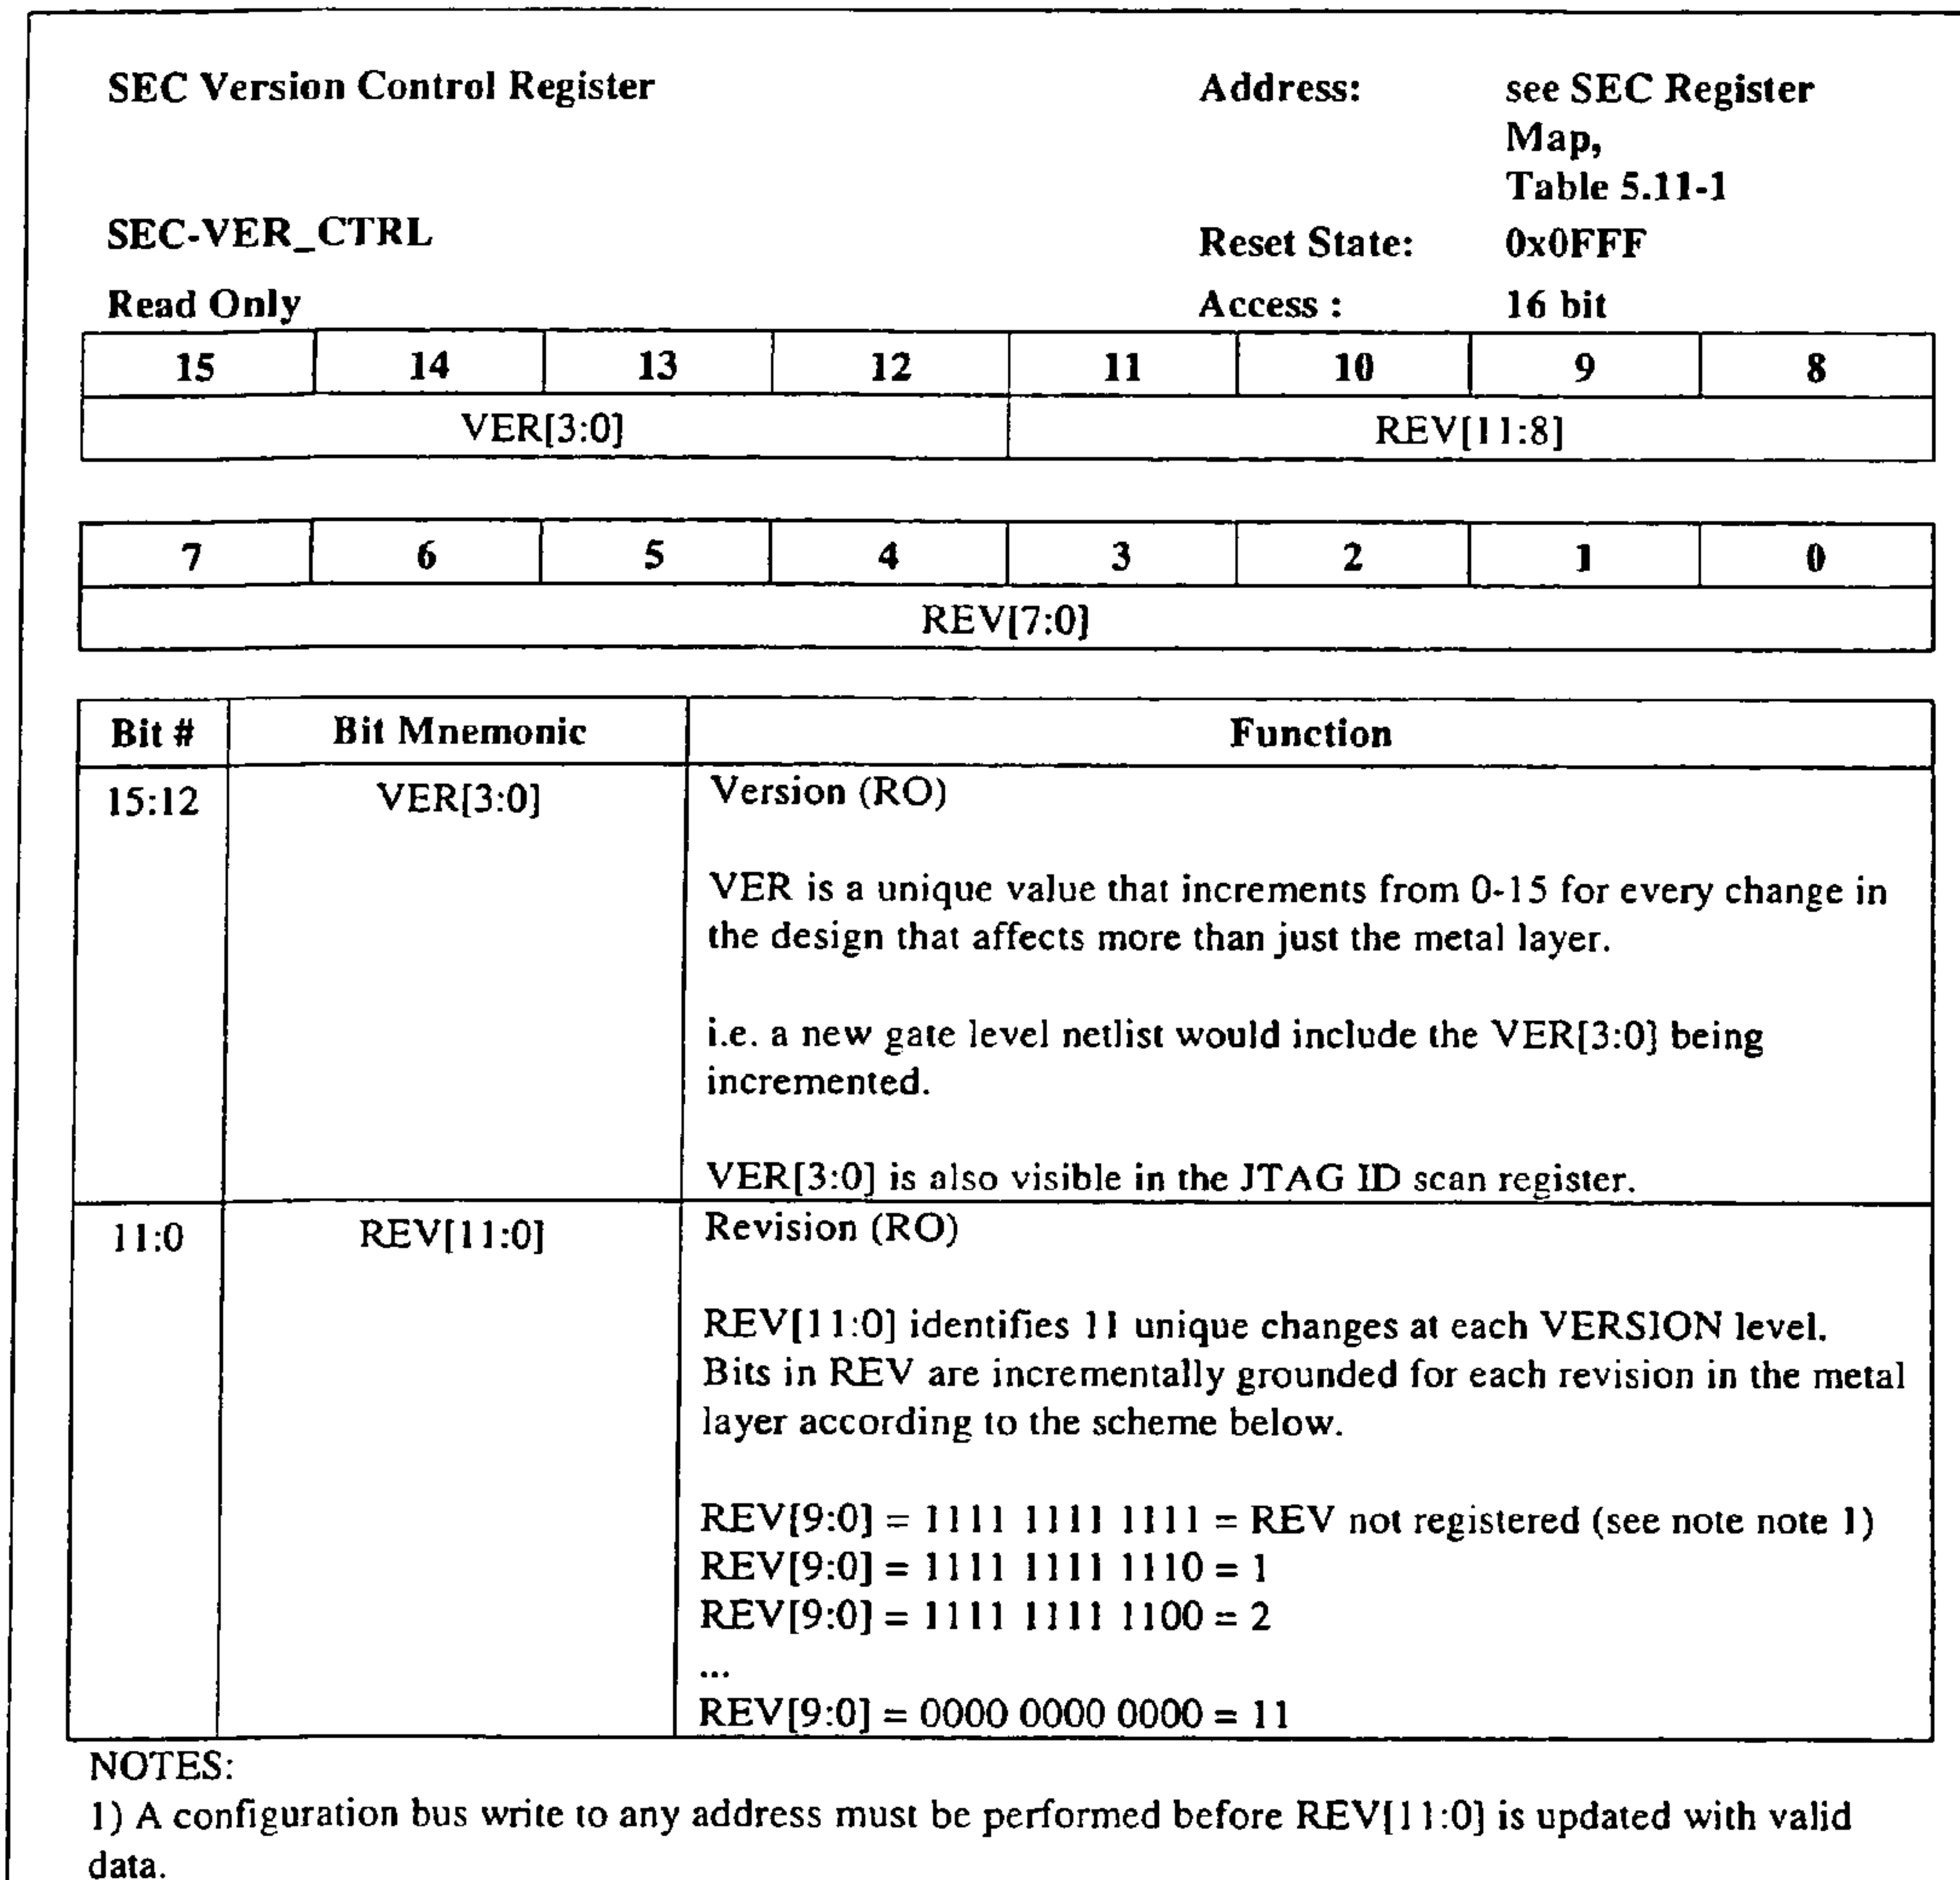 SEC Version Control Register Address: see SEC Register
Map,
Table 5.11-1
SEC-VER_CTRL Reset State: 0x0FFF
Read Only Access : 16 bit
15 14 13 12 11 10 9 8
VER[3:0] REV[11:8]
7 6 5 4 3 2 1 0
REV[7:0]
Bit # Bit Mnemonic Function
15:12 VER[3:0] Version (RO)
VER is a unique value that increments from 0-15 for every change in
the design that affects more than just the metal layer.
i.e. a new gate level netlist would include the VER[3:0] being
incremented.
VER[3:0] is also visible in the JTAG ID scan register.
11:0 REV[11:0] Revision (RO)
REV[11:0] identifies 11 unique changes at each VERSION level.
Bits in REV are incrementally grounded for each revision in the metal
layer according to the scheme below.
REV[9:0] = 1111 1111 1111 = REV not registered (see note note 1)
REV[9:0] = 1111 1111 1110 = 1
REV[9:0] = 1111 1111 1100 = 2
...
REV[9:0] = 0000 0000 0000 = 11
NOTES:
1) A configuration bus write to any address must be performed before REV[11:0] is updated with valid
data.